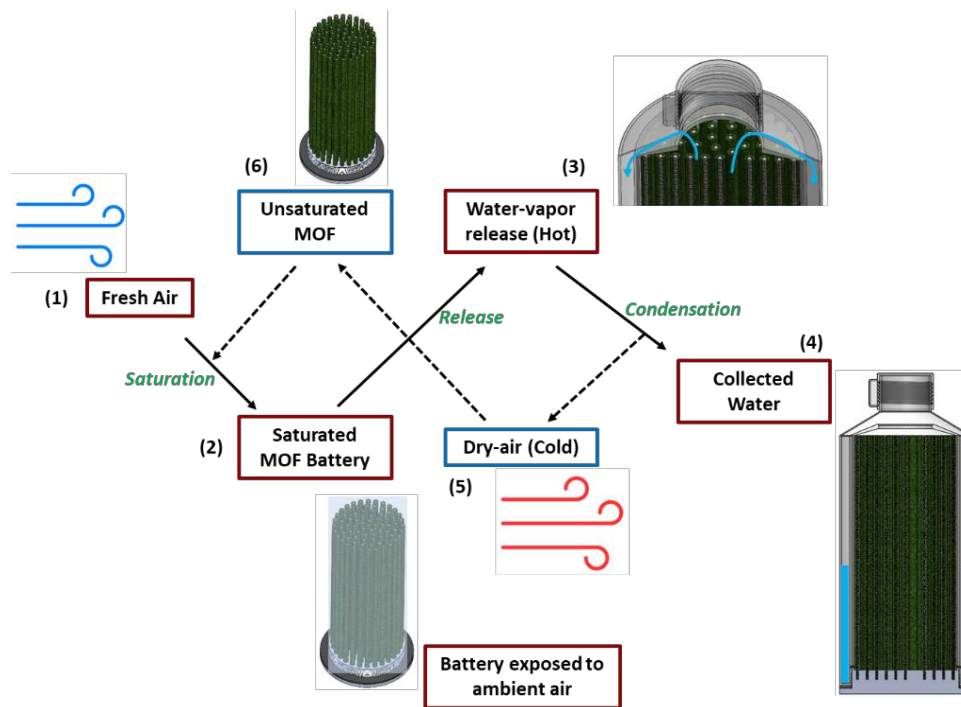 (6)
(3)
Unsaturated
MOF
Water-vapor
release (Hot)
(1)
Fresh Air
Release
Condensation
(4)
Saturation
Collected
Water
(2)
Saturated
MOF Battery
Dry-air (Cold)
(5)
Battery exposed to
ambient air